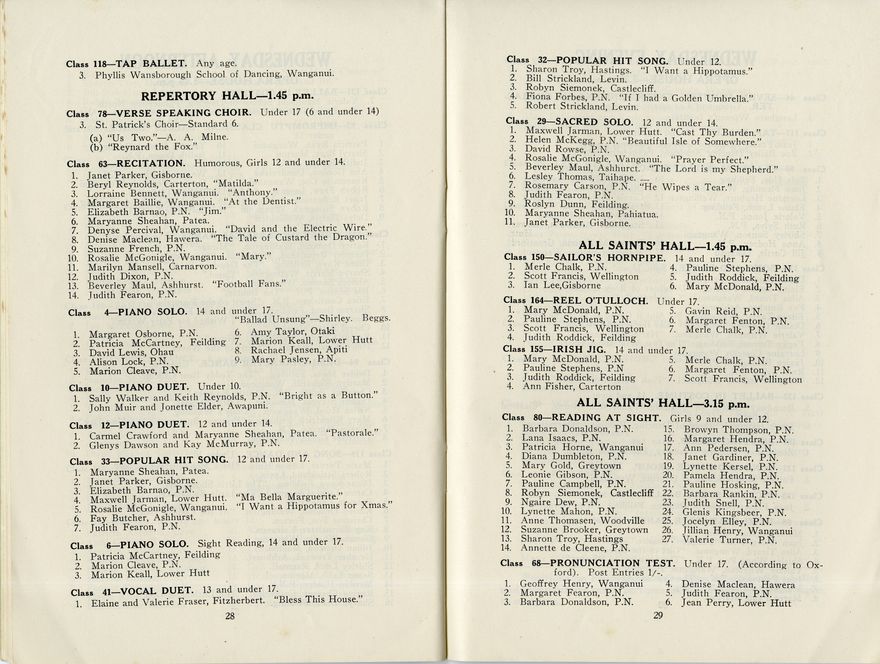 Class 118—TAP BALLET. Any age.
3. Phyllis Wansborough School of Dancing, Wanganui.
REPERTORY HALL—1.45 p.m.
Class 78—VERSE SPEAKING CHOIR. Under 17 (6 and under 14)
3. St. Patrick's Choir—Standard 6.
(a) "Us Two."—A. A. Milne.
(b) "Reynard the Fox."
Class 63—RECITATION. Humorous, Girls 12 and under 14.
1. Janet Parker, Gisborne.
2. Beryl Reynolds, Carterton, "Matilda."
3. Lorraine Bennett, Wanganui. "Anthony."
4. Margaret Baillie, Wanganui. "At the Dentist."
5. Elizabeth Barnao, P.N. "Jim."
6. Maryanne Sheahan, Patea.
7. Denyse Percival, Wanganui. "David and the Electric Wire."
8. Denise Maclean, Hawera. "The Tale of Custard the Dragon."
9. Suzanne French, P.N.
10. Rosalie McGonigle, Wanganui. "Mary."
11. Marilyn Mansell, Carnarvon.
12. Judith Dixon, P.N.
13. Beverley Maul, Ashhurst. "Football Fans."
14. Judith Fearon, P.N.
Class 4—PIANO SOLO. 14 and under 17.
"Ballad Unsung"—Shirley. Beggs.
1. Margaret Osborne, P.N.
2. Patricia McCartney, Feilding
3. David Lewis, Ohau
4. Alison Lock, P.N.
5. Marion Cleave, P.N.
6. Amy Taylor, Otaki
7. Marion Keall, Lower Hutt
8. Rachael Jensen, Apiti
9. Mary Pasley, P.N.
Class 10—PIANO DUET. Under 10.
1. Sally Walker and Keith Reynolds, P.N. "Bright as a Button."
2. John Muir and Jonette Elder, Awapuni.
Class 12—PIANO DUET. 12 and under 14.
1. Carmel Crawford and Maryanne Sheahan, Patea. "Pastorale."
2. Glenys Dawson and Kay McMurray, P.N.
Class 33—POPULAR HIT SONG. 12 and under 17.
1. Maryanne Sheahan, Patea.
2. Janet Parker, Gisborne.
3. Elizabeth Barnao, P.N.
4. Maxwell Jarman, Lower Hutt. "Ma Bella Marguerite."
5. Rosalie McGonigle, Wanganui. "I Want a Hippotamus for Xmas."
6. Fay Butcher, Ashhurst.
7. Judith Fearon, P.N.
Class 6—PIANO SOLO. Sight Reading, 14 and under 17.
1. Patricia McCartney, Feilding
2. Marion Cleave, P.N.
3. Marion Keall, Lower Hutt
Class 41—VOCAL DUET. 13 and under 17.
1. Elaine and Valerie Fraser, Fitzherbert. "Bless This House."
28
Class 32—POPULAR HIT SONG. Under 12.
1. Sharon Troy, Hastings. "I Want a Hippotamus."
2. Bill Strickland, Levin.
3. Robyn Siemonek, Castlecliff.
4. Fiona Forbes, P.N. "If I had a Golden Umbrella."
5. Robert Strickland, Levin.
Class 29—SACRED SOLO. 12 and under 14.
1. Maxwell Jarman, Lower Hutt. "Cast Thy Burden."
2. Helen McKegg, P.N. "Beautiful Isle of Somewhere."
3. David Rowse, P.N.
4. Rosalie McGonigle, Wanganui. "Prayer Perfect."
5. Beverley Maul, Ashhurst. "The Lord is my Shepherd."
6. Lesley Thomas, Taihape. —
7. Rosemary Carson, P.N. "He Wipes a Tear."
8. Judith Fearon, P.N.
9. Roslyn Dunn, Feilding.
10. Maryanne Sheahan, Pahiatua.
11. Janet Parker, Gisborne.
ALL SAINTS' HALL—1.45 p.m.
Class 150—SAILOR'S HORNPIPE. 14 and under 17.
1. Merle Chalk, P.N.
2. Scott Francis, Wellington
3. Ian Lee,Gisborne
4. Pauline Stephens, P.N.
5. Judith Roddick, Feilding
6. Mary McDonald, P.N.
Class 164—REEL O'TULLOCH. Under 17.
1. Mary McDonald, P.N.
2. Pauline Stephens, P.N.
3. Scott Francis, Wellington
4. Judith Roddick, Feilding
5. Gavin Reid, P.N.
6. Margaret Fenton, P.N.
7. Merle Chalk, P.N.
Class 155—IRISH JIG. 14 and under 17.
1. Mary McDonald, P.N.
2. Pauline Stephens, P.N
3. Judith Roddick, Feilding
4. Ann Fisher, Carterton
5. Merle Chalk, P.N.
6. Margaret Fenton, P.N.
7. Scott Francis, Wellington
ALL SAINTS' HALL—3.15 p.m.
Class 80—READING AT SIGHT. Girls 9 and under 12.
1. Barbara Donaldson, P.N.
2. Lana Isaacs, P.N.
3. Patricia Horne, Wanganui
4. Diana Dumbleton, P.N.
5. Mary Gold, Greytown
6. Leonie Gibson, P.N.
7. Pauline Campbell, P.N.
8. Robyn Siemonek, Castlecliff
9. Ngaire Dew, P.N.
10. Lynette Mahon, P.N.
11. Anne Thomasen, Woodville
12. Suzanne Brooker, Greytown
13. Sharon Troy, Hastings
14. Annette de Cleene, P.N.
15. Browyn Thompson, P.N.
16. Margaret Hendra, P.N.
17. Ann Pedersen, P.N.
18. Janet Gardiner, P.N.
19. Lynette Kersel, P.N.
20. Pamela Hendra, P.N.
21. Pauline Hosking, P.N.
22. Barbara Rankin, P.N.
23. Judith Snell, P.N.
24. Glenis Kingsbeer, P.N.
25. Jocelyn Elley, P.N.
26. Tillian Henry, Wanganui
27. Valerie Turner, P.N.
Class 68—PRONUNCIATION TEST. Under 17. (According to Ox-
ford). Post Entries 1/-.
1. Geoffrey Henry, Wanganui
2. Margaret Fearon, P.N.
3. Barbara Donaldson, P.N.
4. Denise Maclean, Hawera
5. Judith Fearon, P.N.
6. Jean Perry, Lower Hutt
29